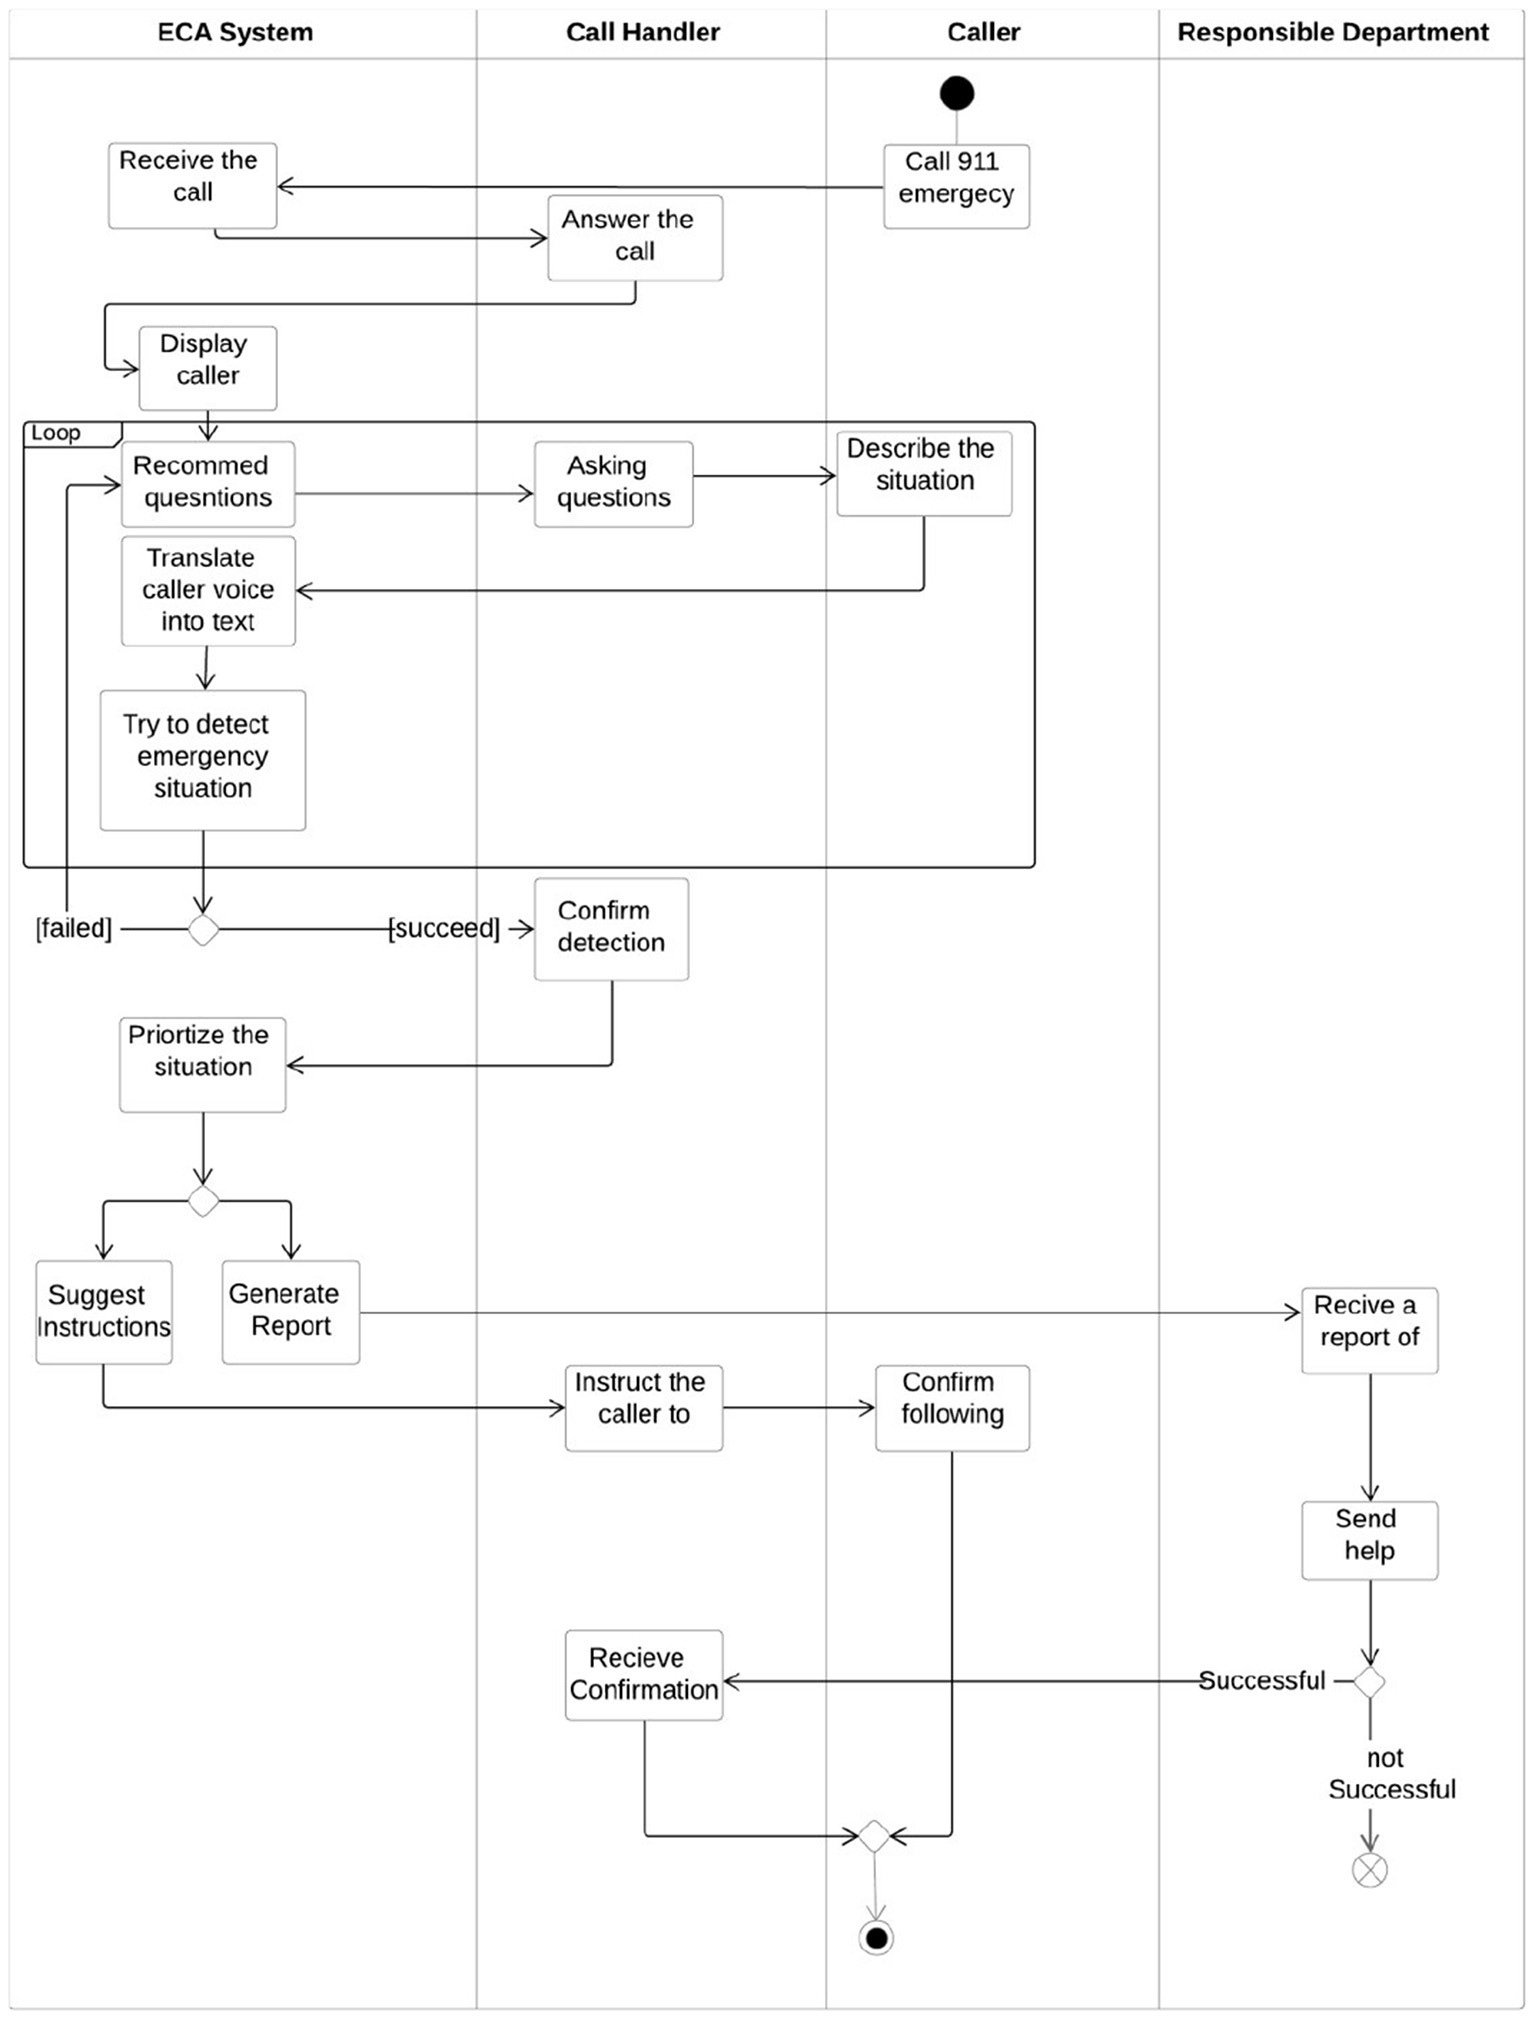 ECA System
Call Handler
Caller
Responsible Department
Call 911
emergecy
Receive the
call
Answer the
call
Display
caller
Loop
Recommed
quesntions
Asking
questions
Describe the
situation
Translate
caller voice
into text
Try to detect
emergency
situation
[failed]
[succeed]
Confirm
detection
Priortize the
situation
Suggest
Instructions
Generate
Report
Recive a
report of
Instruct the
caller to
Confirm
following
Send
help
Recieve
Confirmation
Successful
not
Successful